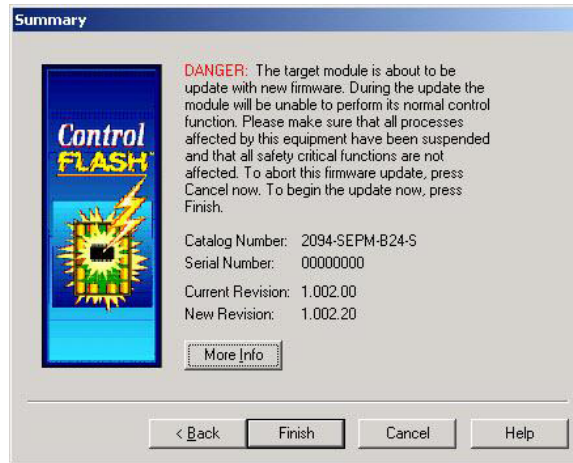 Summary
Control
FLASH
DANGER: The target module is about to be
update with new firmware. During the update the
module will be unable to perform its normal control
function. Please make sure that all processes
affected by this equipment have been suspended
and that all safety critical functions are not
affected. To abort this firmware update, press
Cancel now. To begin the update now, press
Finish.
Catalog Number: 2094-SEPM-B24-S
Serial Number: 00000000
Current Revision: 1.002.00
New Revision: 1.002.20
More Info
< Back Finish Cancel Help